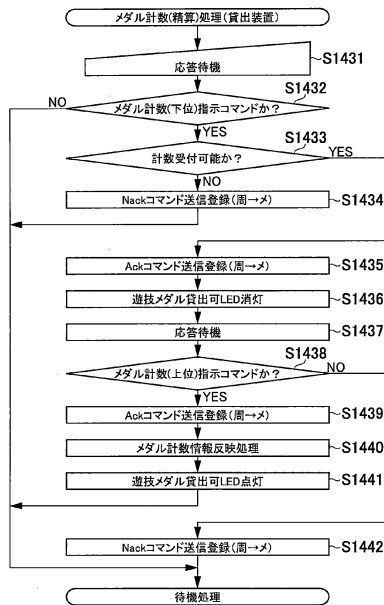 メダル計数(精算)処理(貸出装置)
応答待機
S1431
メダル計数(下位)指示コマンドか?
S1432
NO
YES
計数受付可能か?
S1433
YES
NO
Nackコマンド送信登録(周→メ)
S1434
Ackコマンド送信登録(周→メ)
S1435
遊技メダル貸出可LED消灯
S1436
応答待機
S1437
メダル計数(上位)指示コマンドか?
S1438
NO
YES
Ackコマンド送信登録(周→メ)
S1439
メダル計数情報反映処理
S1440
遊技メダル貸出可LED点灯
S1441
Nackコマンド送信登録(周→メ)
S1442
待機処理